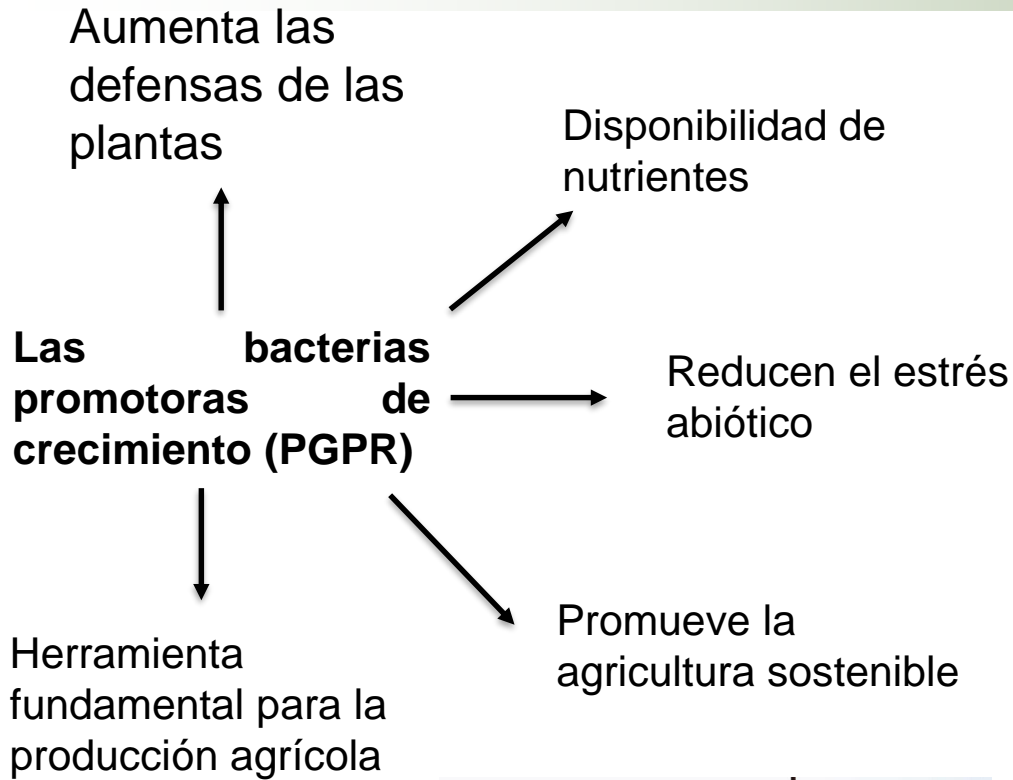 Aumenta las
defensas de las
plantas
Disponibilidad de
nutrientes
Las bacterias
promotoras de
crecimiento (PGPR)
Reducen el estrés
abiótico
Promueve la
agricultura sostenible
Herramienta
fundamental para la
producción agrícola